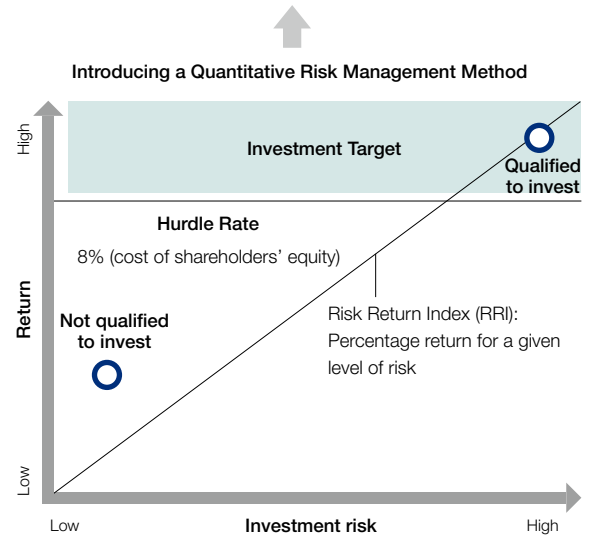 Introducing a Quantitative Risk Management Method
High
Investment Target
Qualified
to invest
Hurdle Rate
8% (cost of shareholders’ equity)
Return
Not qualified
to invest
Risk Return Index (RRI):
Percentage return for a given
level of risk
Low
Low
Investment risk
High